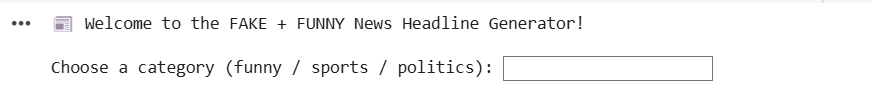 📰 Welcome to the FAKE + FUNNY News Headline Generator!
Choose a category (funny / sports / politics):